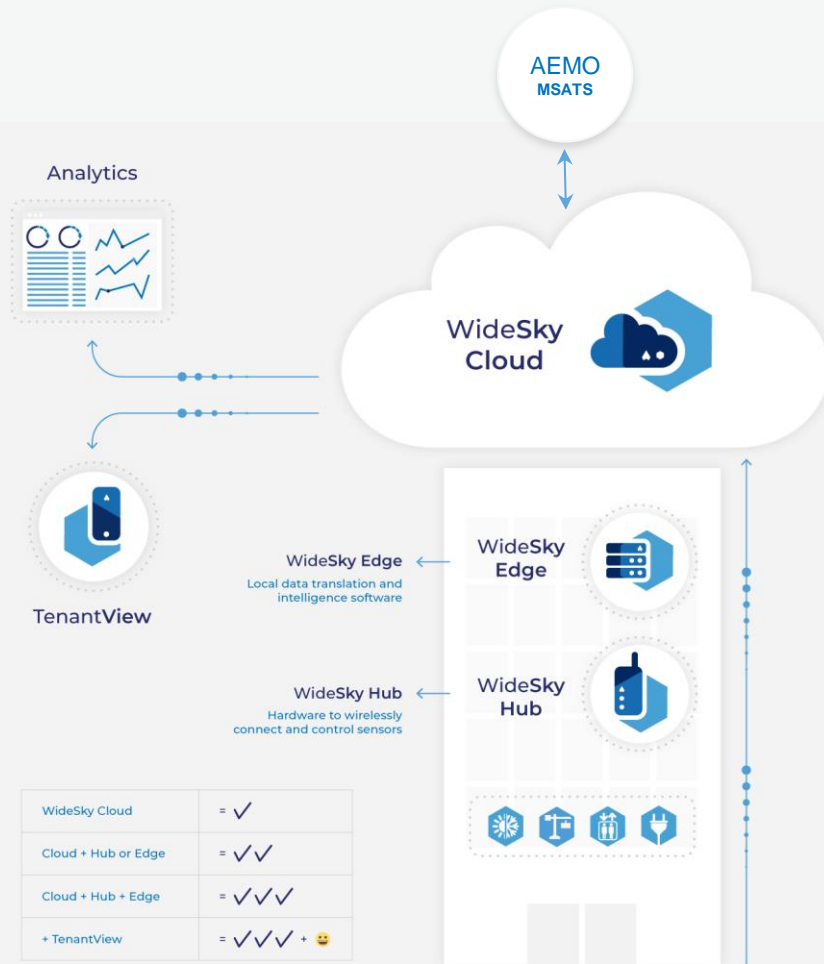 AEMO
MSATS
Analytics
WideSky
Cloud
TenantView
WideSky Edge
Local data translation and
intelligence software
WideSky
Edge
WideSky Hub
Hardware to wirelessly
connect and control sensors
WideSky
Hub
WideSky Cloud = ✓
Cloud + Hub or Edge = ✓✓
Cloud + Hub + Edge = ✓✓✓
+ TenantView = ✓✓✓ + 😀